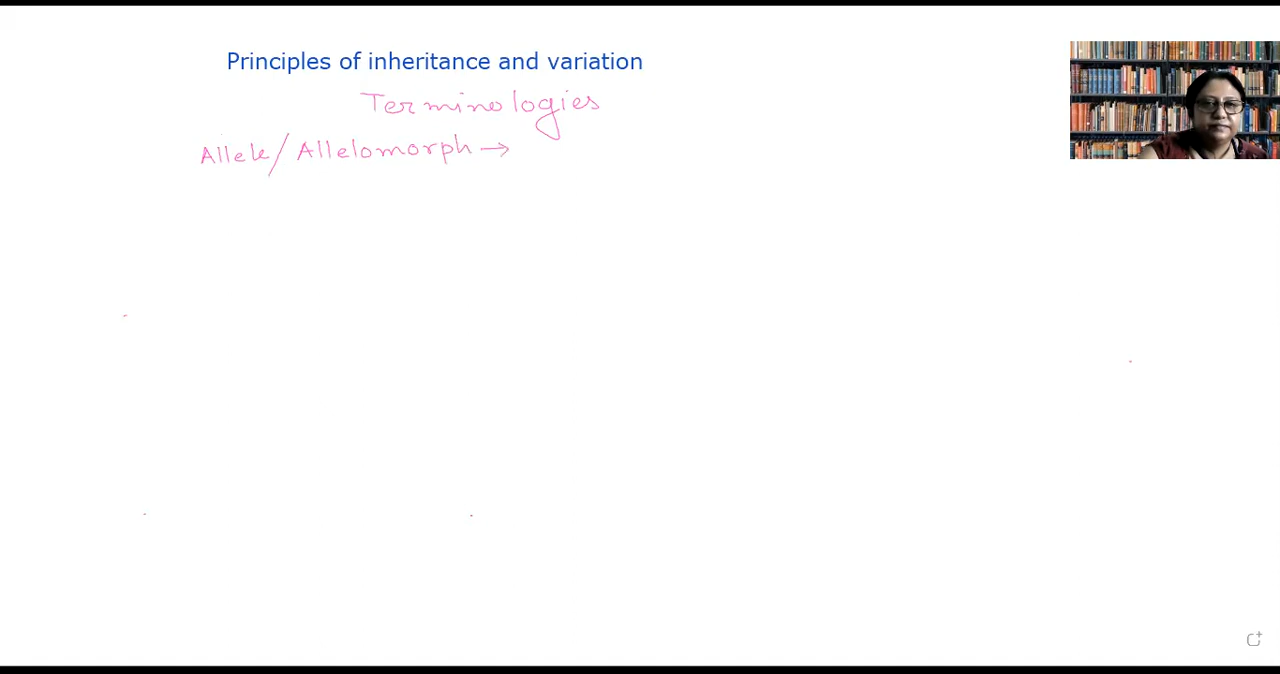 Principles of inheritance and variation
Terminologies
Allele/Allelomorph →